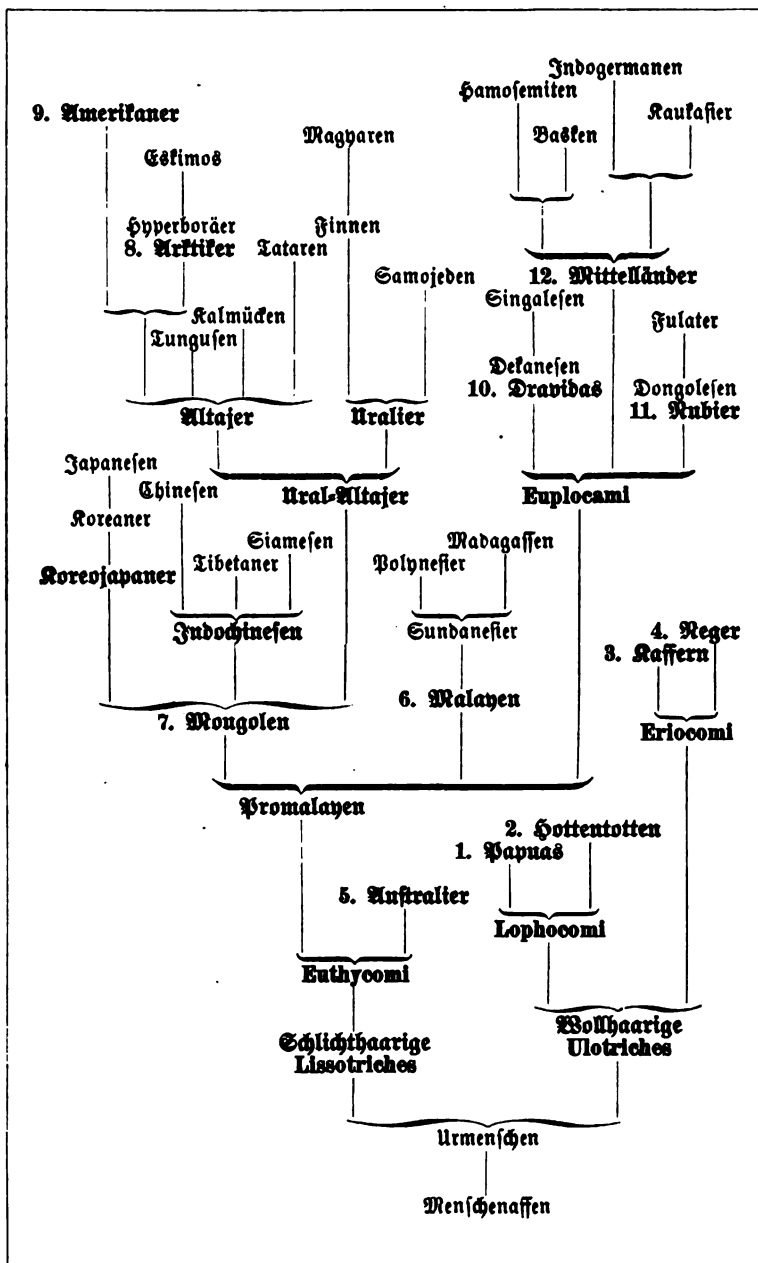 Indogermanen
Hamosemiten
9. Amerikaner
Kaukasier
Magyaren
Basken
Eskimos
Hyperboräer
Finnen
8. Arktiker
Tataren
12. Mittelländer
Samojeden
Singalesen
Kalmücken
Fulater
Tungusen
Dekanesen
10. Dravidas
Dongolesen
11. Nubier
Altajer
Uralier
Japanesen
Chinesen
Ural-Altajer
Euplocami
Koreaner
Siamesen
Madagassen
Tibetaner
Polynesier
Koreojapaner
Indochinesen
Sundanesier
4. Neger
3. Kaffern
6. Malayen
7. Mongolen
Eriocomi
Promalayen
2. Hottentotten
1. Papuas
5. Australier
Lophocomi
Euthycomi
Wollhaarige
Ulotriches
Schlichthaarige
Lissotriches
Urmenschen
Menschenaffen